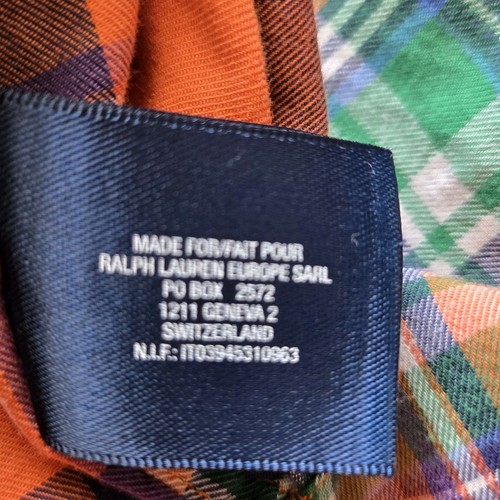 MADE FOR/FAIT POUR
RALPH LAUREN EUROPE SARL
PO BOX 2572
1211 GENEVA 2
SWITZERLAND
N.I.F.: IT03945310963